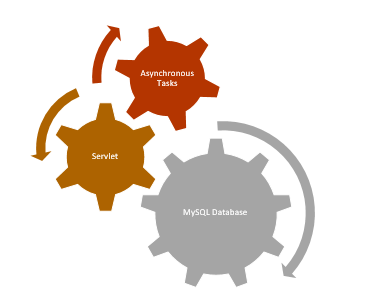 Asynchronous
Tasks
Servlet
MySQL Database